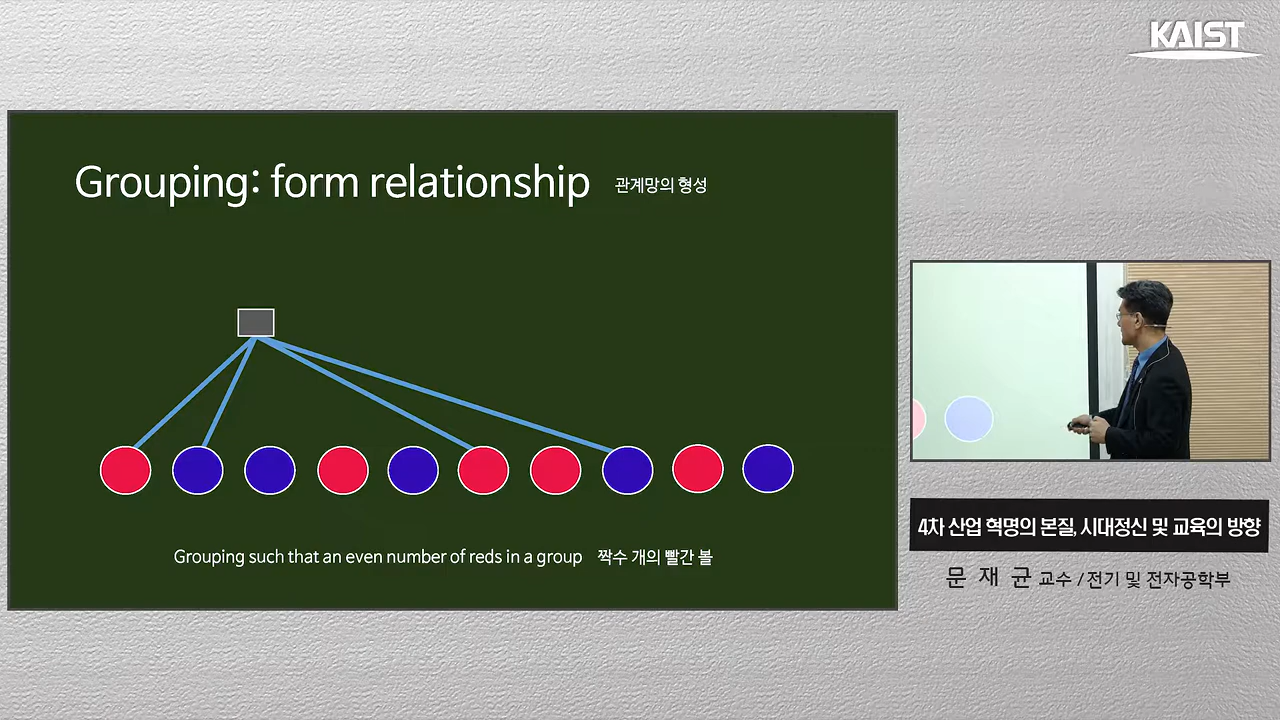 KAIST
Grouping: form relationship 관계망의 형성
Grouping such that an even number of reds in a group 짝수 개의 빨간 볼
4차 산업 혁명의 본질, 시대정신 및 교육의 방향
문 재 균 교수 / 전기 및 전자공학부